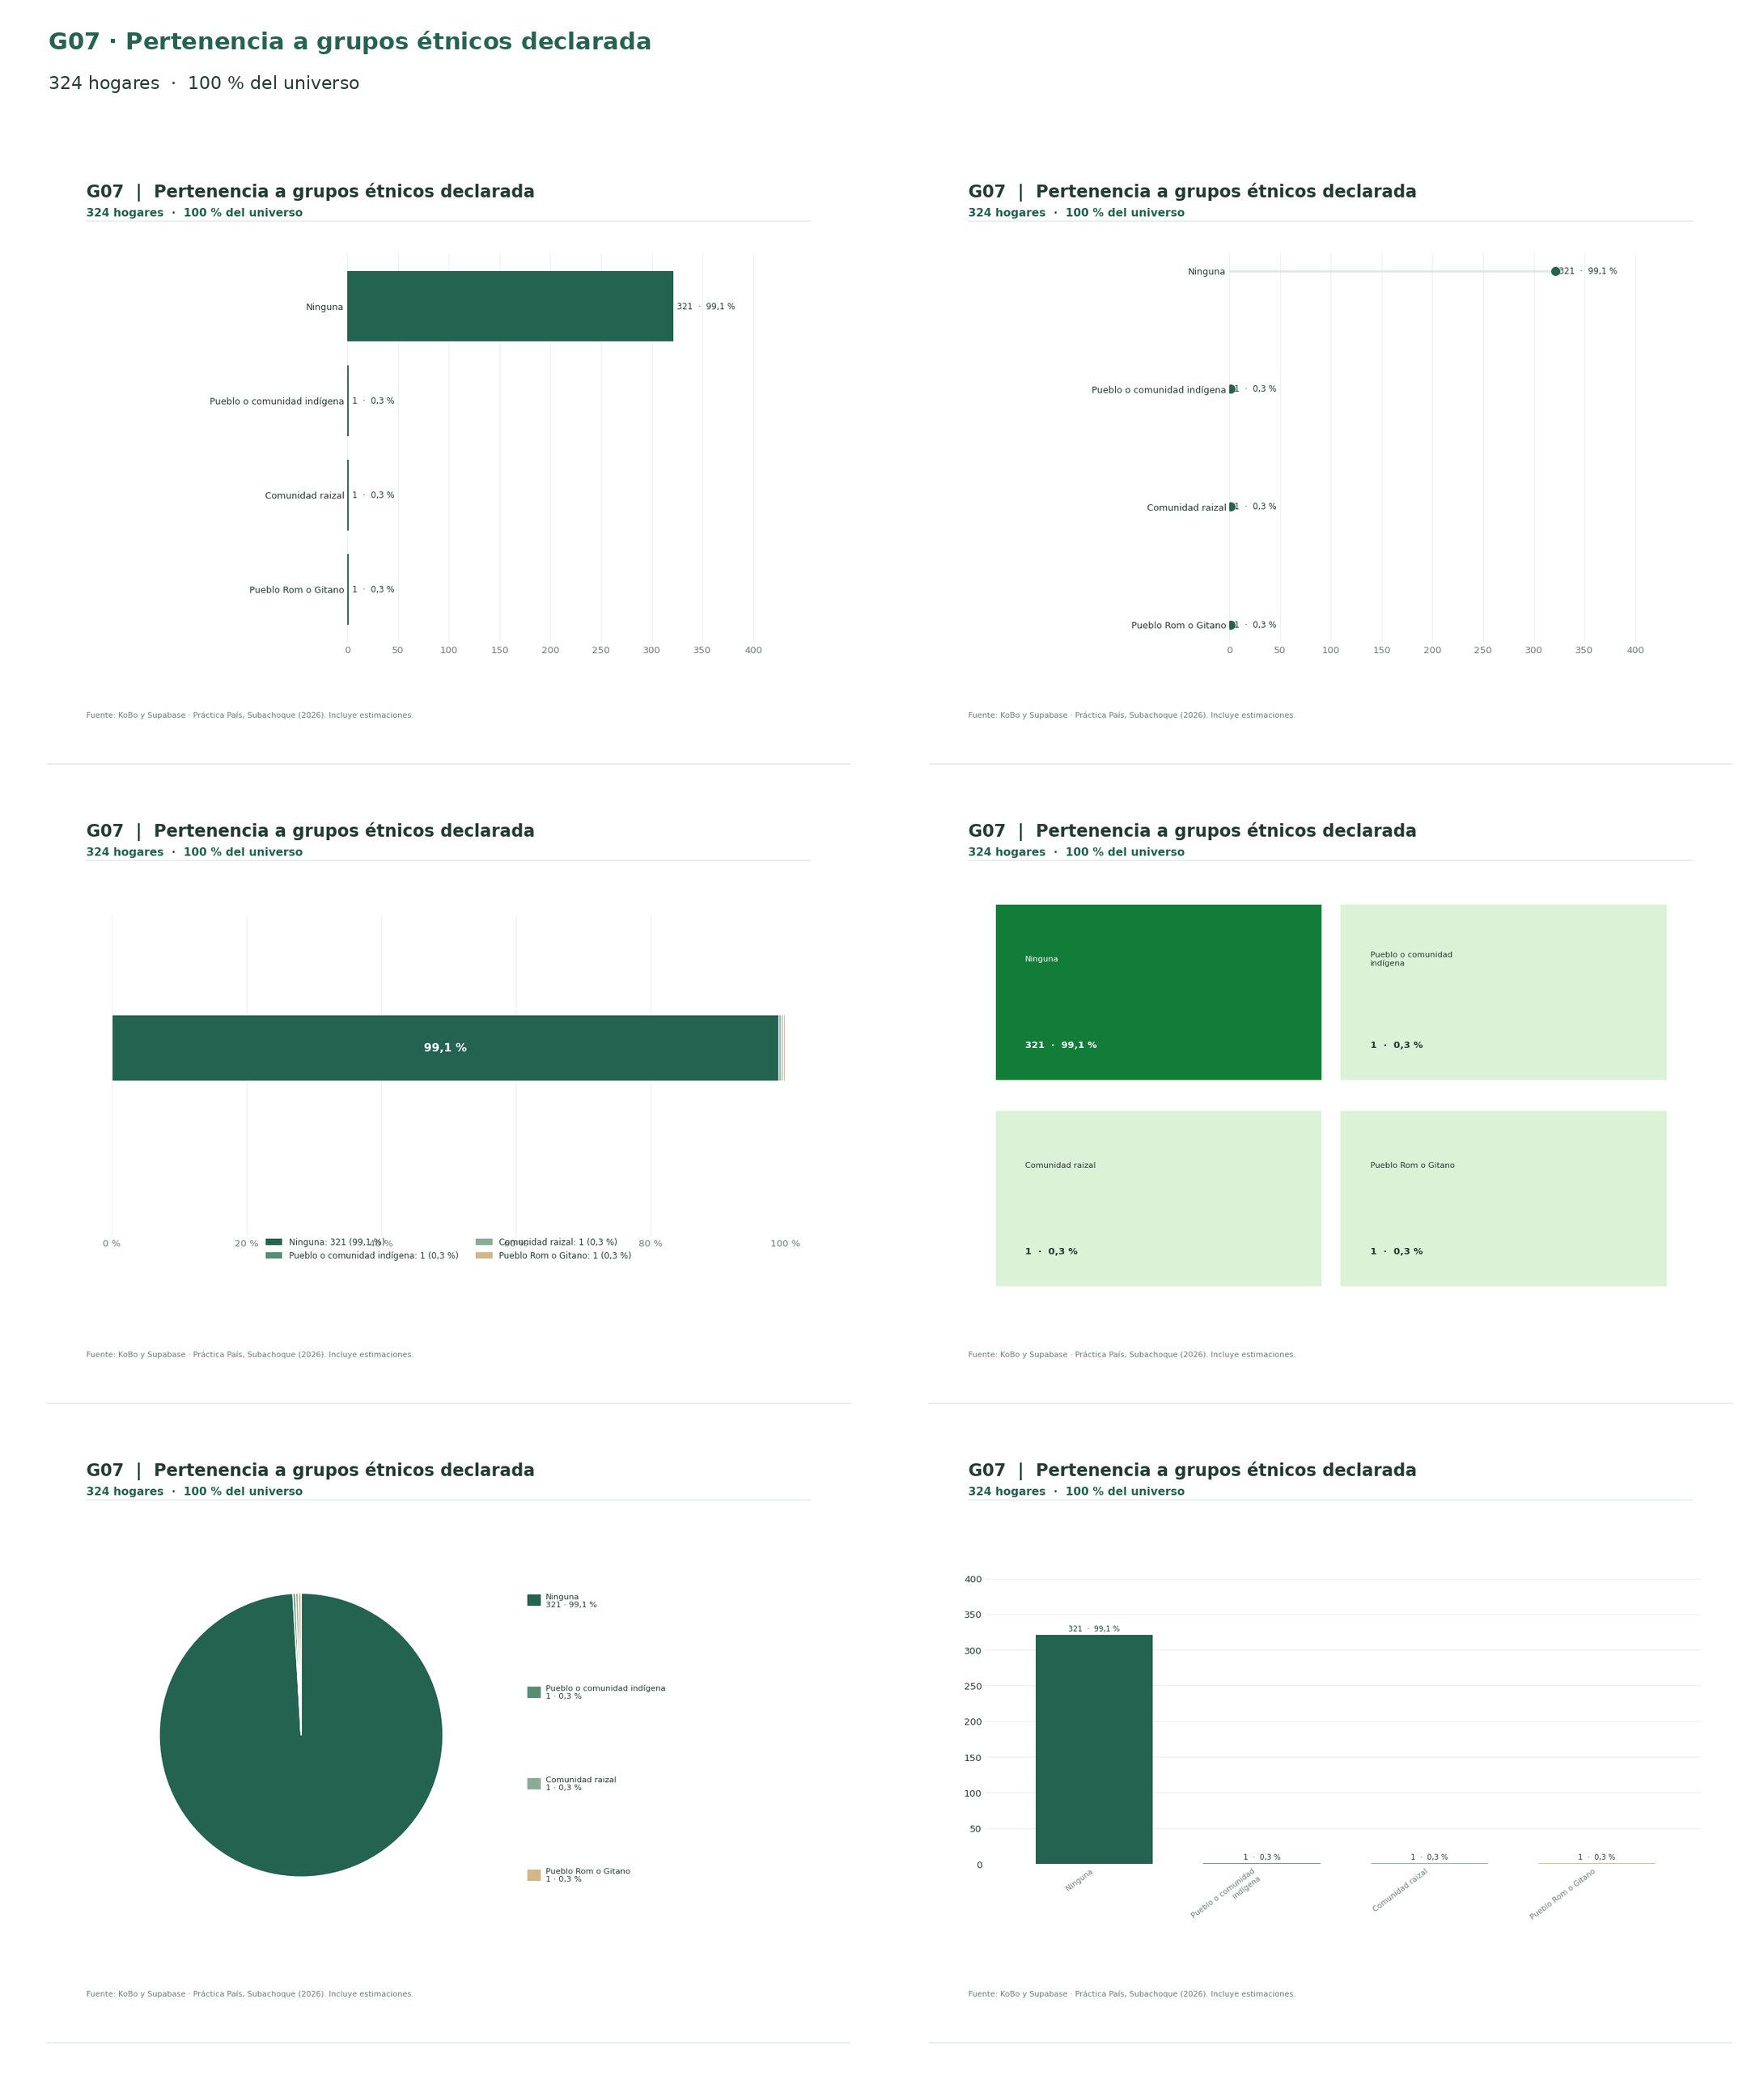 G07 · Pertenencia a grupos étnicos declarada
324 hogares · 100 % del universo
G07 | Pertenencia a grupos étnicos declarada
324 hogares · 100 % del universo
Ninguna
321 · 99,1 %
Pueblo o comunidad indígena
1 · 0,3 %
Comunidad raizal
1 · 0,3 %
Pueblo Rom o Gitano
1 · 0,3 %
0 50 100 150 200 250 300 350 400
Fuente: KoBo y Supabase · Práctica País, Subachoque (2026). Incluye estimaciones.
G07 | Pertenencia a grupos étnicos declarada
324 hogares · 100 % del universo
Ninguna
321 · 99,1 %
Pueblo o comunidad indígena
1 · 0,3 %
Comunidad raizal
1 · 0,3 %
Pueblo Rom o Gitano
1 · 0,3 %
0 50 100 150 200 250 300 350 400
Fuente: KoBo y Supabase · Práctica País, Subachoque (2026). Incluye estimaciones.
G07 | Pertenencia a grupos étnicos declarada
324 hogares · 100 % del universo
99,1 %
0 % 20 % 40 % 60 % 80 % 100 %
Ninguna: 321 (99,1 %)
Comunidad raizal: 1 (0,3 %)
Pueblo o comunidad indígena: 1 (0,3 %)
Pueblo Rom o Gitano: 1 (0,3 %)
Fuente: KoBo y Supabase · Práctica País, Subachoque (2026). Incluye estimaciones.
G07 | Pertenencia a grupos étnicos declarada
324 hogares · 100 % del universo
Ninguna
321 · 99,1 %
Pueblo o comunidad
indígena
1 · 0,3 %
Comunidad raizal
1 · 0,3 %
Pueblo Rom o Gitano
1 · 0,3 %
Fuente: KoBo y Supabase · Práctica País, Subachoque (2026). Incluye estimaciones.
G07 | Pertenencia a grupos étnicos declarada
324 hogares · 100 % del universo
Ninguna
321 · 99,1 %
Pueblo o comunidad indígena
1 · 0,3 %
Comunidad raizal
1 · 0,3 %
Pueblo Rom o Gitano
1 · 0,3 %
Fuente: KoBo y Supabase · Práctica País, Subachoque (2026). Incluye estimaciones.
G07 | Pertenencia a grupos étnicos declarada
324 hogares · 100 % del universo
400
350
300
250
200
150
100
50
0
321 · 99,1 %
1 · 0,3 %
1 · 0,3 %
1 · 0,3 %
Ninguna
Pueblo o comunidad
indígena
Comunidad raizal
Pueblo Rom o Gitano
Fuente: KoBo y Supabase · Práctica País, Subachoque (2026). Incluye estimaciones.